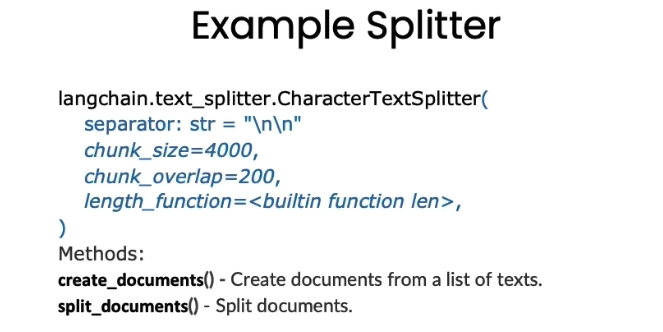 Example Splitter
langchain.text_splitter.CharacterTextSplitter(
separator: str = "\n\n"
chunk_size=4000,
chunk_overlap=200,
length_function=<builtin function len>,
)
Methods:
create_documents() - Create documents from a list of texts.
split_documents() - Split documents.